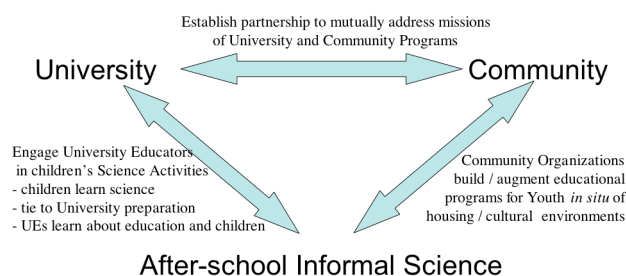 Establish partnership to mutually address missions
of University and Community Programs
University
Community
Engage University Educators
in children's Science Activities
- children learn science
- tie to University preparation
- UEs learn about education and children
Community Organizations
build / augment educational
programs for Youth in situ of
housing / cultural environments
After-school Informal Science